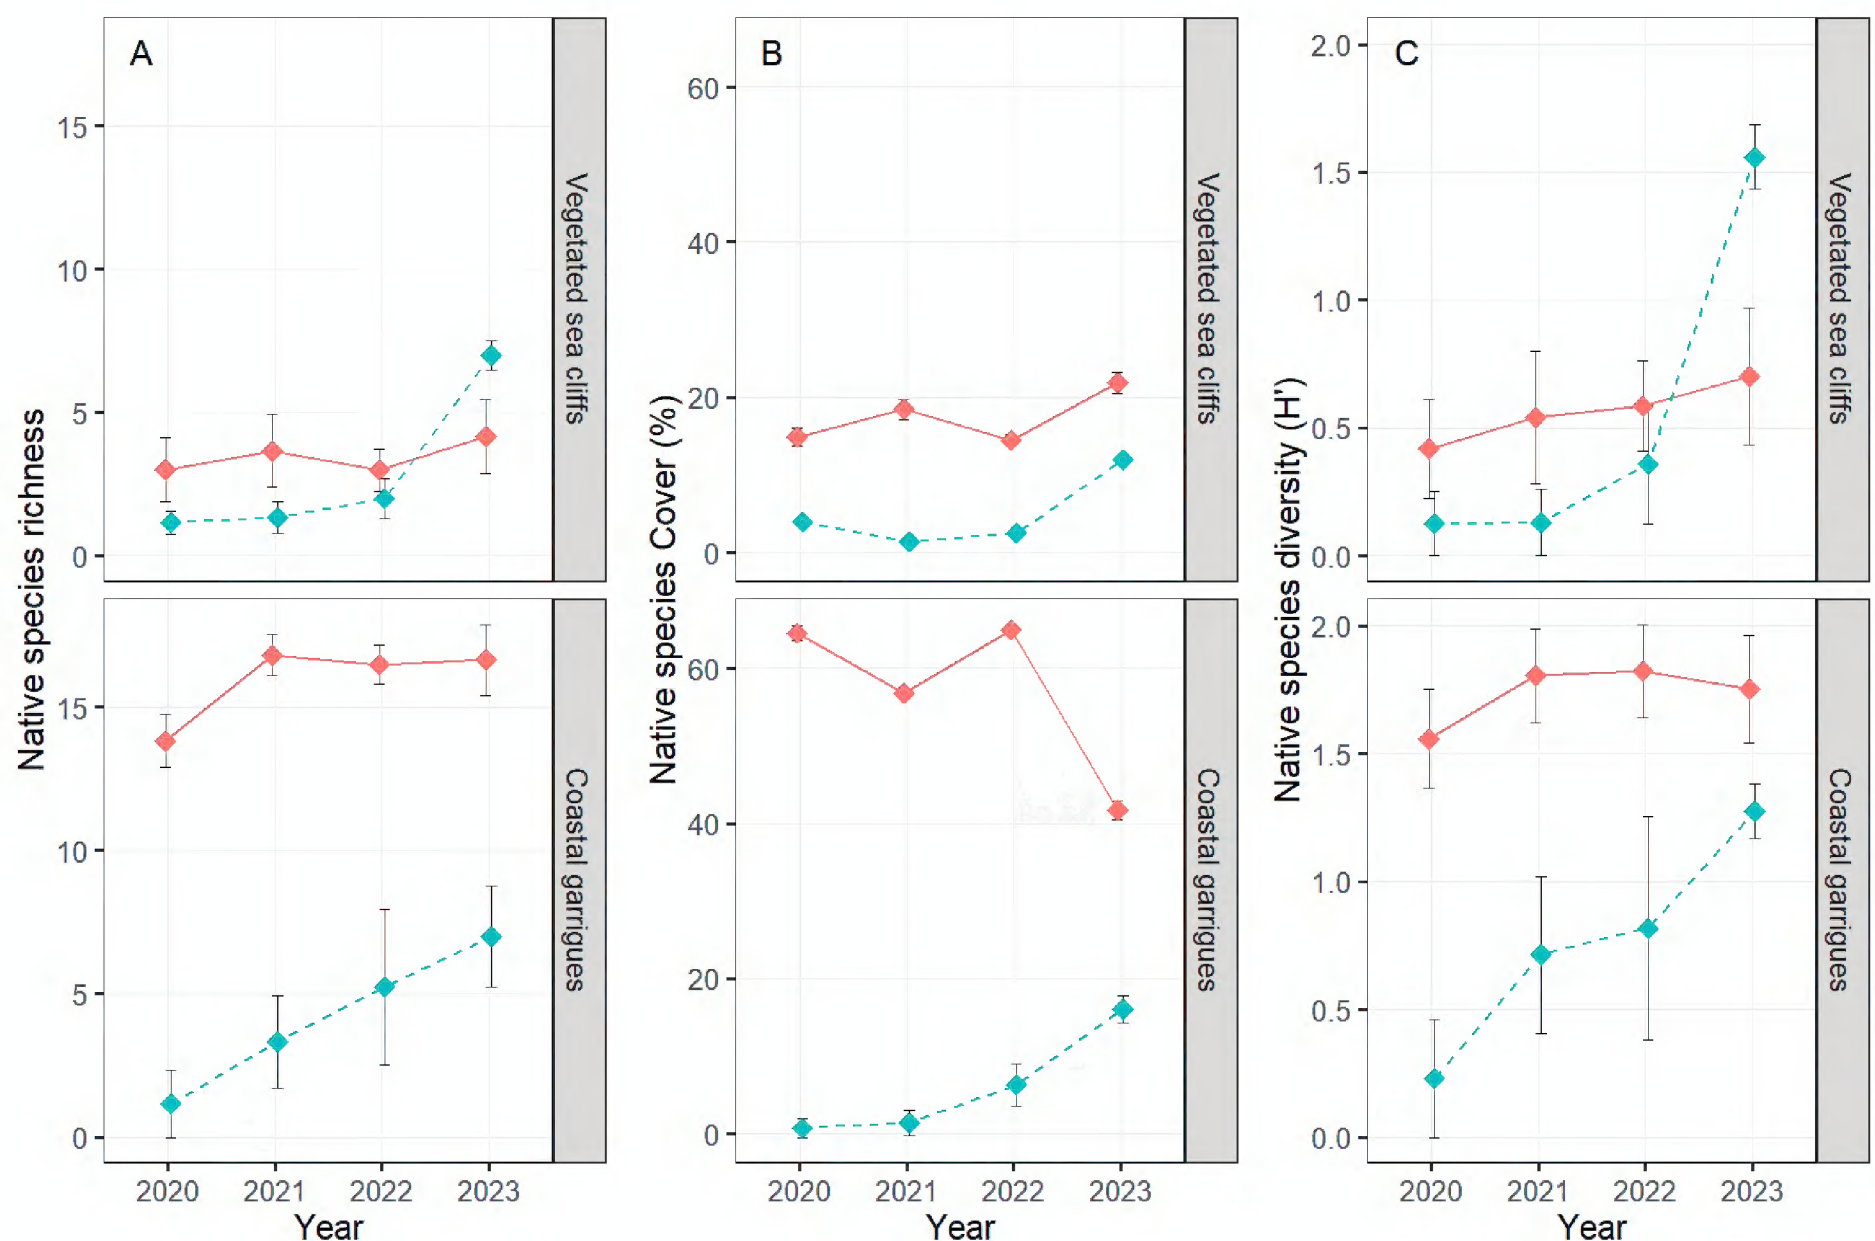 A
B
C
Native species richness
15
10
5
0
Vegetated sea cliffs
15
10
5
0
Coastal garrigues
2020 2021 2022 2023
Year
Native species Cover (%)
60
40
20
0
Vegetated sea cliffs
60
40
20
0
Coastal garrigues
2020 2021 2022 2023
Year
Native species diversity (H')
2.0
1.5
1.0
0.5
0.0
Vegetated sea cliffs
2.0
1.5
1.0
0.5
0.0
Coastal garrigues
2020 2021 2022 2023
Year